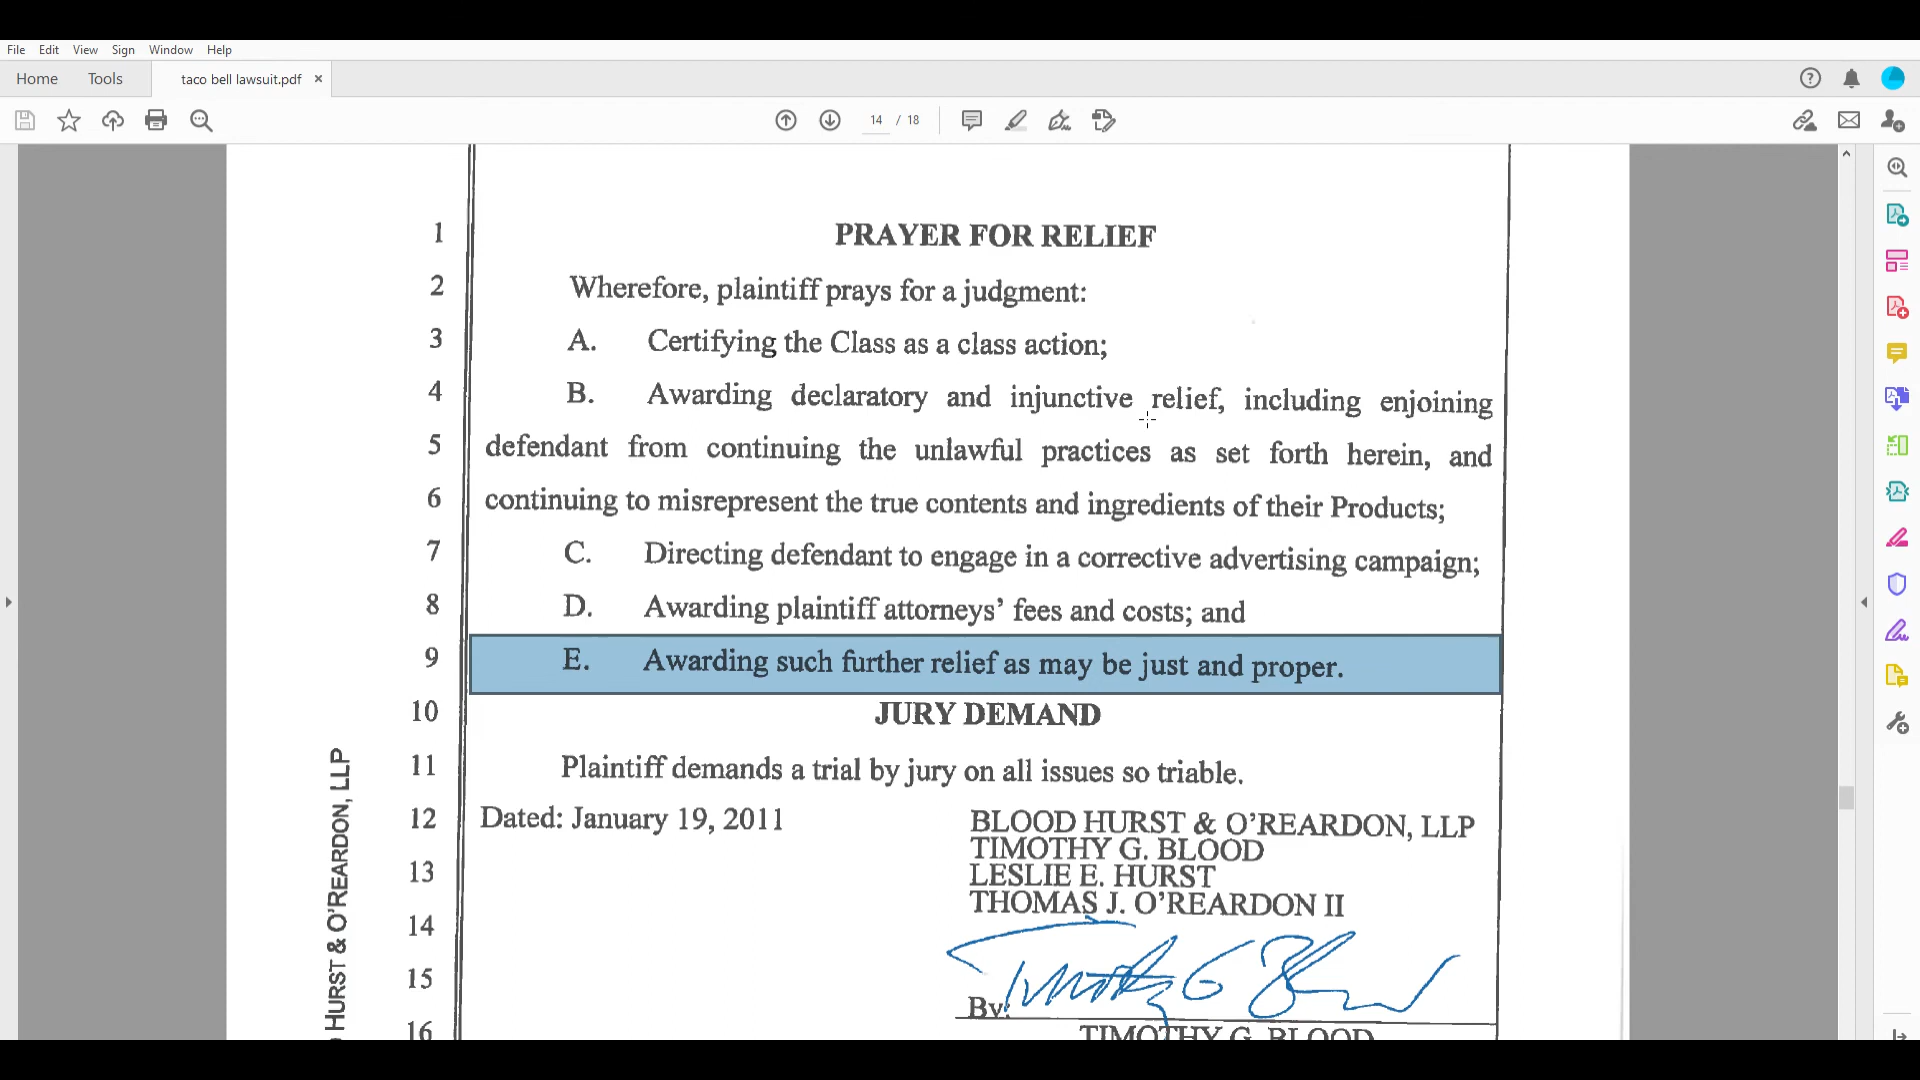 File Edit View Sign Window Help
Home Tools taco bell lawsuit.pdf ×
14 / 18
1 PRAYER FOR RELIEF
2 Wherefore, plaintiff prays for a judgment:
3 A. Certifying the Class as a class action;
4 B. Awarding declaratory and injunctive relief, including enjoining
5 defendant from continuing the unlawful practices as set forth herein, and
6 continuing to misrepresent the true contents and ingredients of their Products;
7 C. Directing defendant to engage in a corrective advertising campaign;
8 D. Awarding plaintiff attorneys' fees and costs; and
9 E. Awarding such further relief as may be just and proper.
10 JURY DEMAND
11 Plaintiff demands a trial by jury on all issues so triable.
12 Dated: January 19, 2011 BLOOD HURST & O'REARDON, LLP
TIMOTHY G. BLOOD
13 LESLIE E. HURST
THOMAS J. O'REARDON II
14
15 By: Timothy G Blood
16 TIMOTHY G. BLOOD
HURST & O'REARDON, LLP